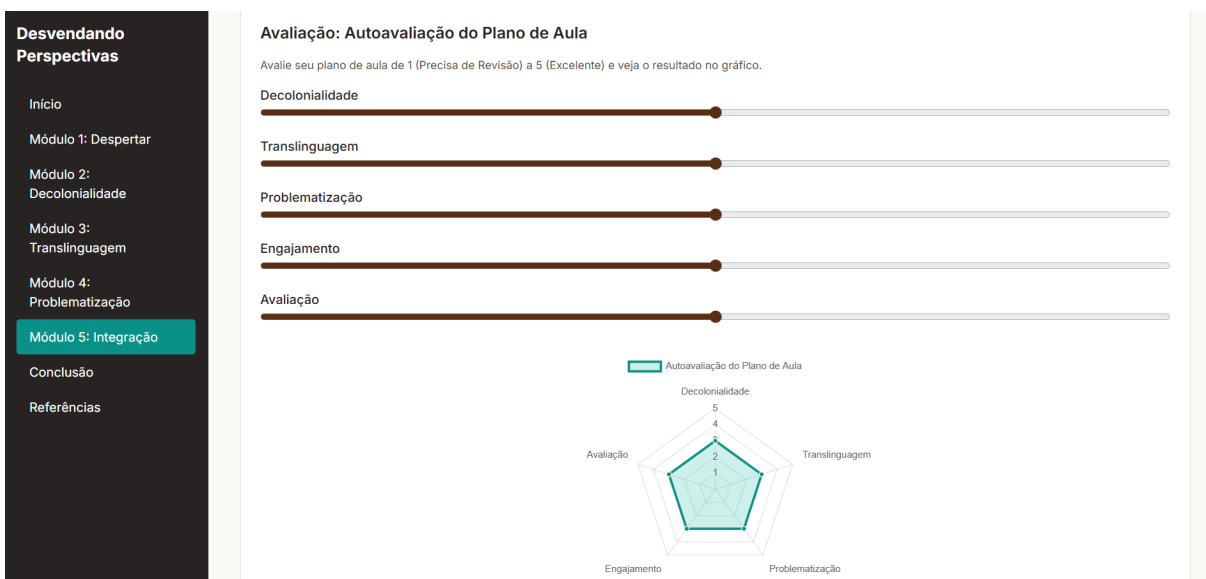 Desvendando
Perspectivas
Início
Módulo 1: Despertar
Módulo 2:
Decolonialidade
Módulo 3:
Translinguagem
Módulo 4:
Problematização
Módulo 5: Integração
Conclusão
Referências
Avaliação: Autoavaliação do Plano de Aula
Avalie seu plano de aula de 1 (Precisa de Revisão) a 5 (Excelente) e veja o resultado no gráfico.
Decolonialidade
Translinguagem
Problematização
Engajamento
Avaliação
Autoavaliação do Plano de Aula
Decolonialidade
5
4
3
2
1
Avaliação
Translinguagem
Engajamento
Problematização